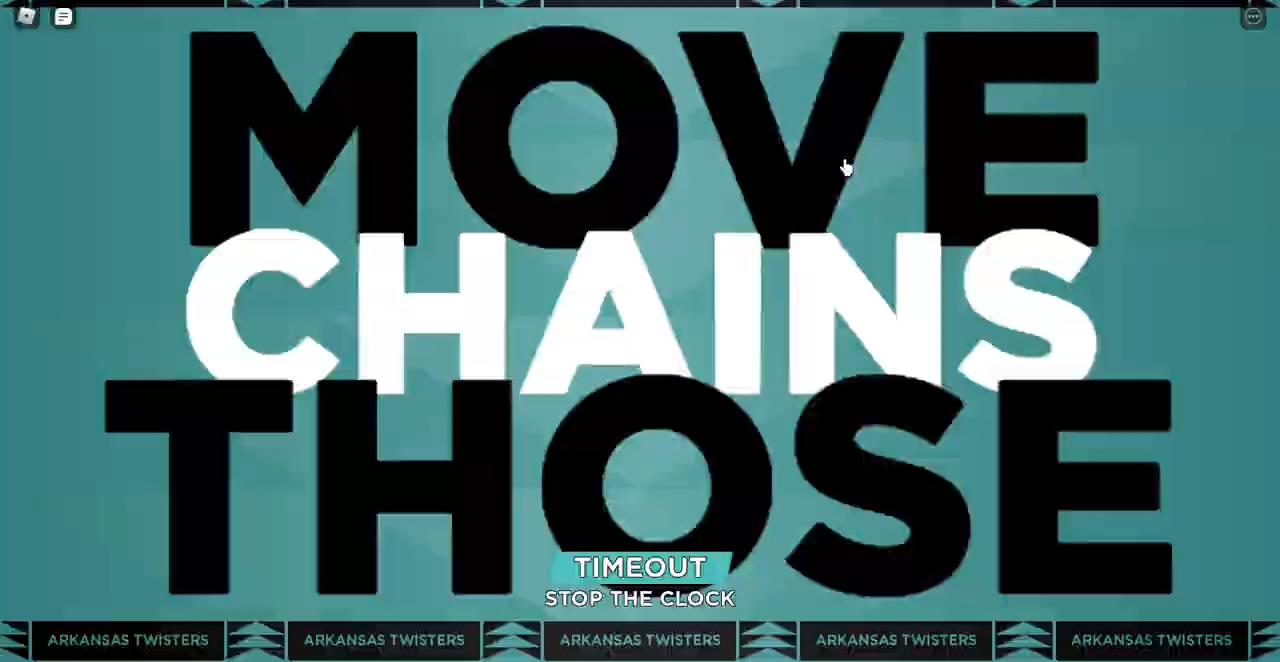 MOVE
CHAINS
THOSE
TIMEOUT
STOP THE CLOCK
ARKANSAS TWISTERS ARKANSAS TWISTERS ARKANSAS TWISTERS ARKANSAS TWISTERS ARKANSAS TWISTERS